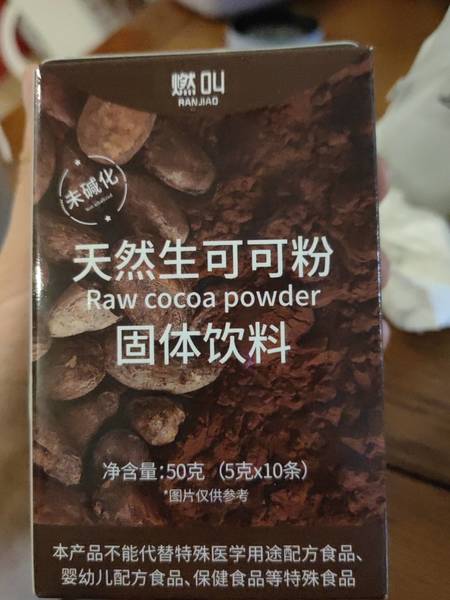 燃叫
RANJIAO
未碱化
天然生可可粉
Raw cocoa powder
固体饮料
净含量:50克（5克x10条）
*图片仅供参考
本产品不能代替特殊医学用途配方食品、
婴幼儿配方食品、保健食品等特殊食品